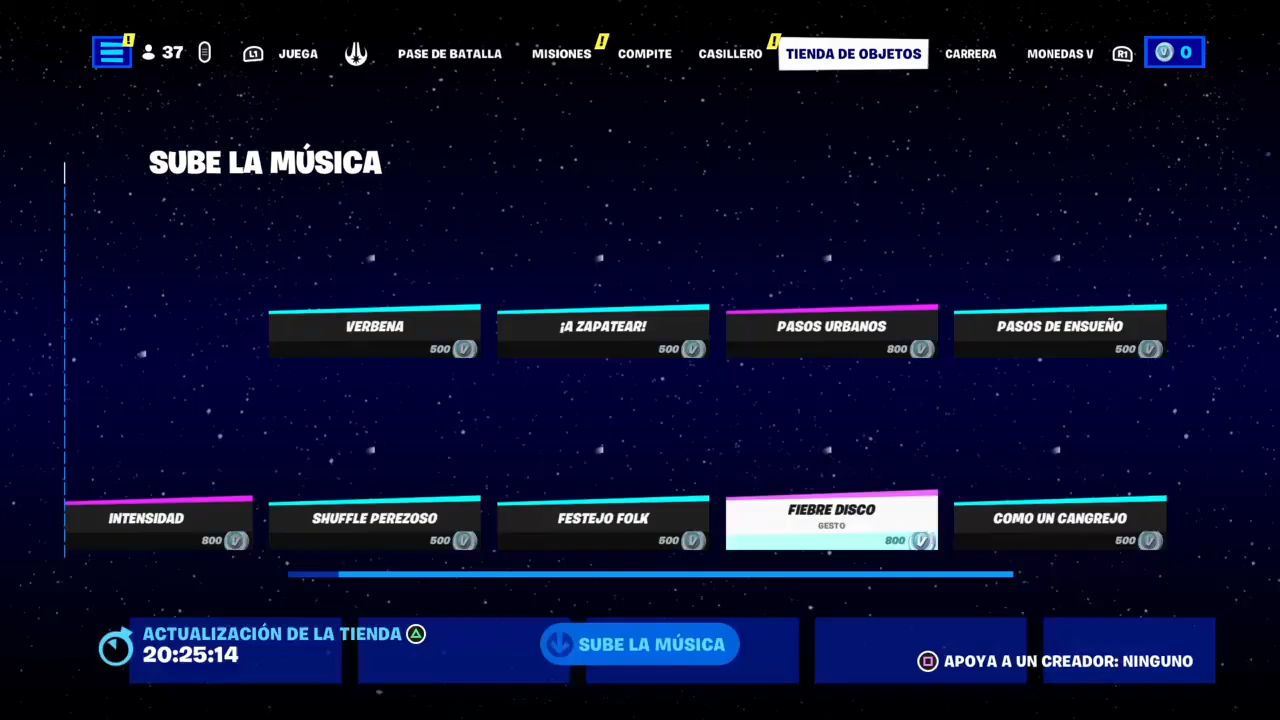 !
37
L1
JUEGA
PASE DE BATALLA
MISIONES
!
COMPITE
CASILLERO
!
TIENDA DE OBJETOS
CARRERA
MONEDAS V
R1
V
0
SUBE LA MÚSICA
VERBENA
500 V
¡A ZAPATEAR!
500 V
PASOS URBANOS
800 V
PASOS DE ENSUEÑO
500 V
INTENSIDAD
800 V
SHUFFLE PEREZOSO
500 V
FESTEJO FOLK
500 V
FIEBRE DISCO
GESTO
800 V
COMO UN CANGREJO
500 V
ACTUALIZACIÓN DE LA TIENDA
20:25:14
SUBE LA MÚSICA
APOYA A UN CREADOR: NINGUNO